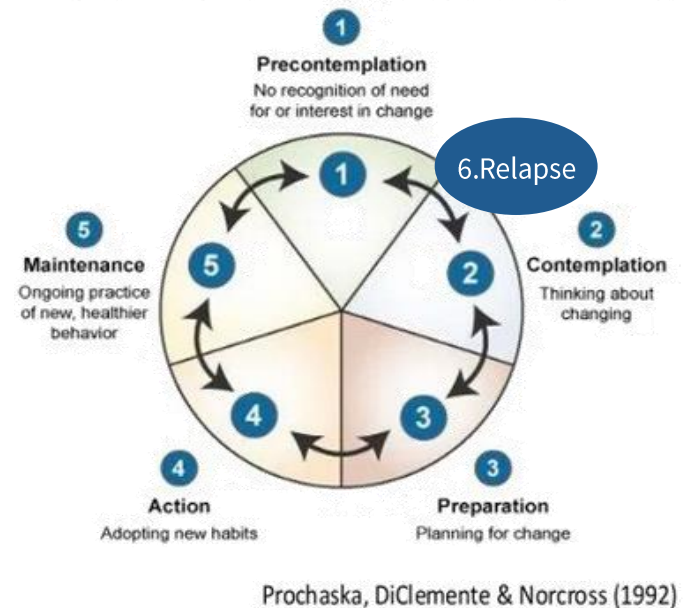 1
Precontemplation
No recognition of need
for or interest in change
6.Relapse
1
5
Maintenance
Ongoing practice
of new, healthier
behavior
5
2
2
Contemplation
Thinking about
changing
4
3
4
Action
Adopting new habits
3
Preparation
Planning for change
Prochaska, DiClemente & Norcross (1992)